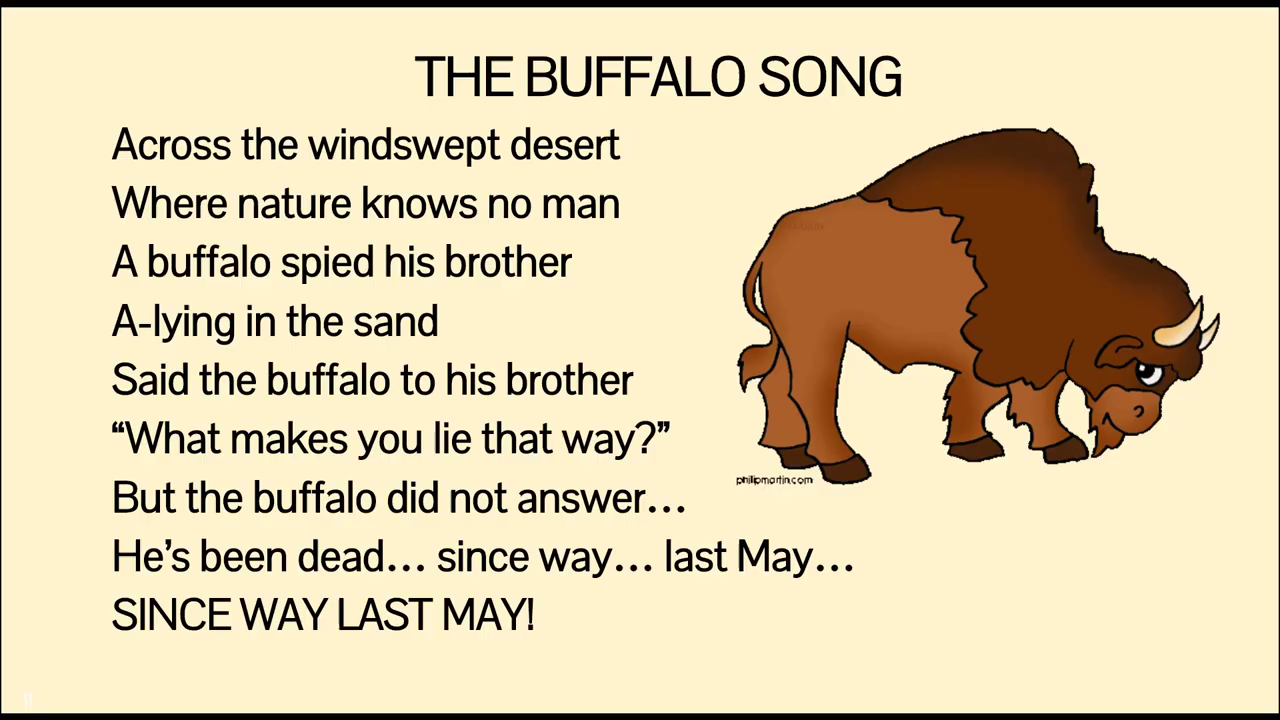 THE BUFFALO SONG
Across the windswept desert
Where nature knows no man
A buffalo spied his brother
A-lying in the sand
Said the buffalo to his brother
“What makes you lie that way?”
But the buffalo did not answer…
He’s been dead… since way… last May…
SINCE WAY LAST MAY!
philipmartin.com